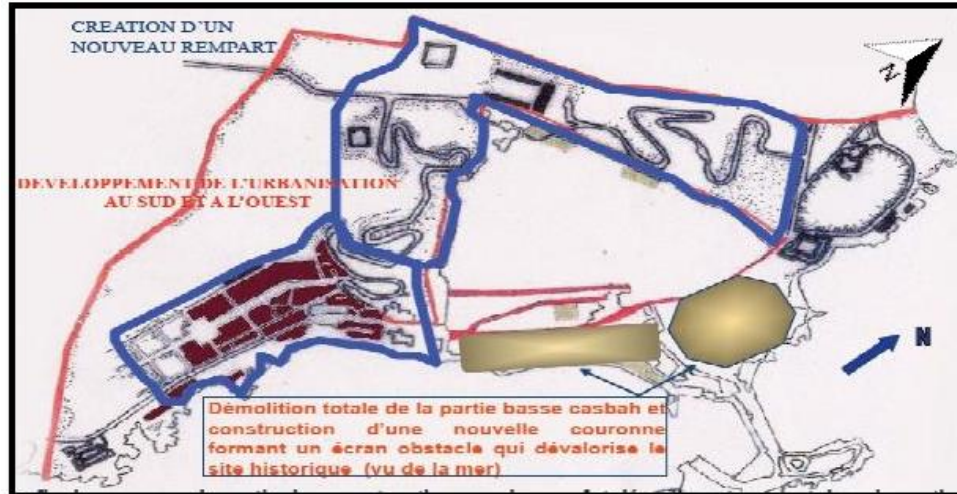 CREATION D'UN
NOUVEAU REMPART
N
DEVELOPPEMENT DE L'URBANISATION
AU SUD ET A L'OUEST
N
Démolition totale de la partie basse casbah et
construction d'une nouvelle couronne
formant un écran obstacle qui dévalorise le
site historique (vu de la mer)